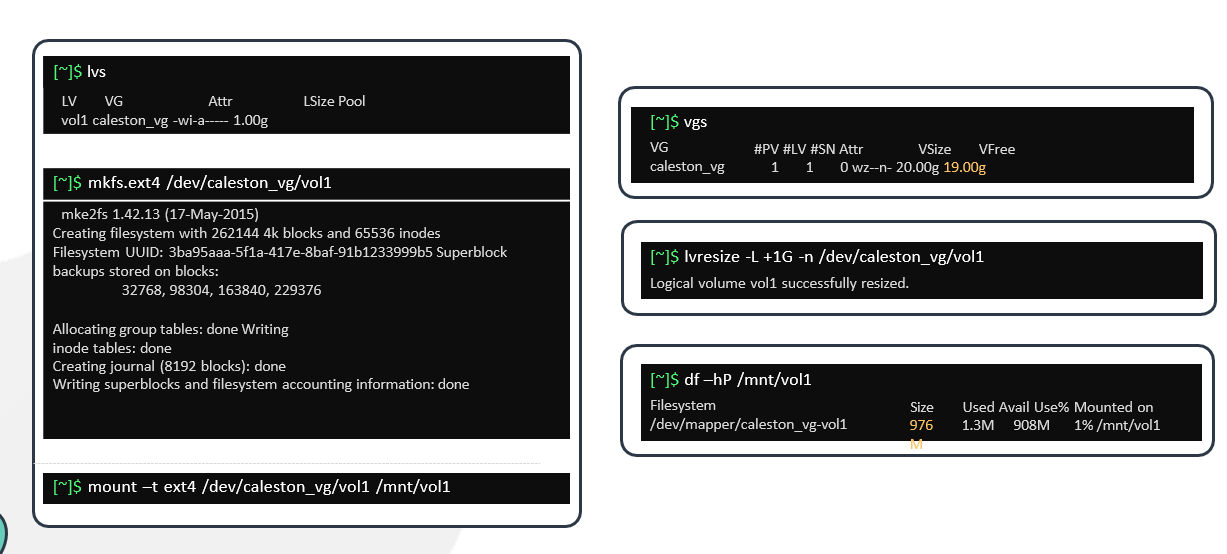 [~]$ lvs
LV VG Attr LSize Pool
vol1 caleston_vg -wi-a----- 1.00g
[~]$ mkfs.ext4 /dev/caleston_vg/vol1
mke2fs 1.42.13 (17-May-2015)
Creating filesystem with 262144 4k blocks and 65536 inodes
Filesystem UUID: 3ba95aaa-5f1a-417e-8baf-91b1233999b5 Superblock
backups stored on blocks:
32768, 98304, 163840, 229376
Allocating group tables: done Writing
inode tables: done
Creating journal (8192 blocks): done
Writing superblocks and filesystem accounting information: done
[~]$ mount –t ext4 /dev/caleston_vg/vol1 /mnt/vol1
[~]$ vgs
VG #PV #LV #SN Attr VSize VFree
caleston_vg 1 1 0 wz--n- 20.00g 19.00g
[~]$ lvresize -L +1G -n /dev/caleston_vg/vol1
Logical volume vol1 successfully resized.
[~]$ df –hP /mnt/vol1
Filesystem Size Used Avail Use% Mounted on
/dev/mapper/caleston_vg-vol1 976 1.3M 908M 1% /mnt/vol1
M